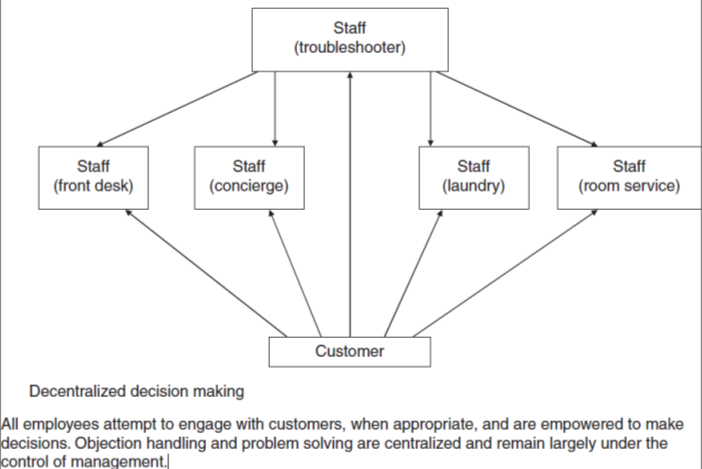 Staff
(troubleshooter)
Staff
(front desk)
Staff
(concierge)
Staff
(laundry)
Staff
(room service)
Customer
Decentralized decision making
All employees attempt to engage with customers, when appropriate, and are empowered to make
decisions. Objection handling and problem solving are centralized and remain largely under the
control of management.